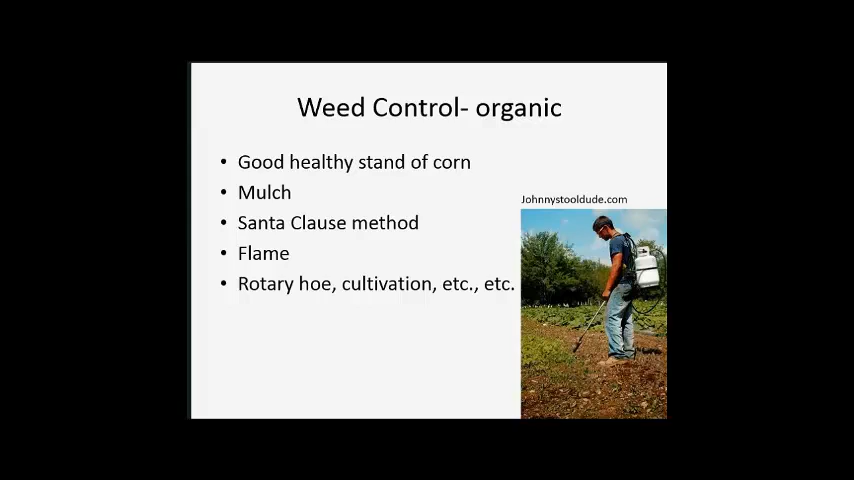 Weed Control- organic
• Good healthy stand of corn
• Mulch
• Santa Clause method
• Flame
• Rotary hoe, cultivation, etc., etc.
Johnnystooldude.com